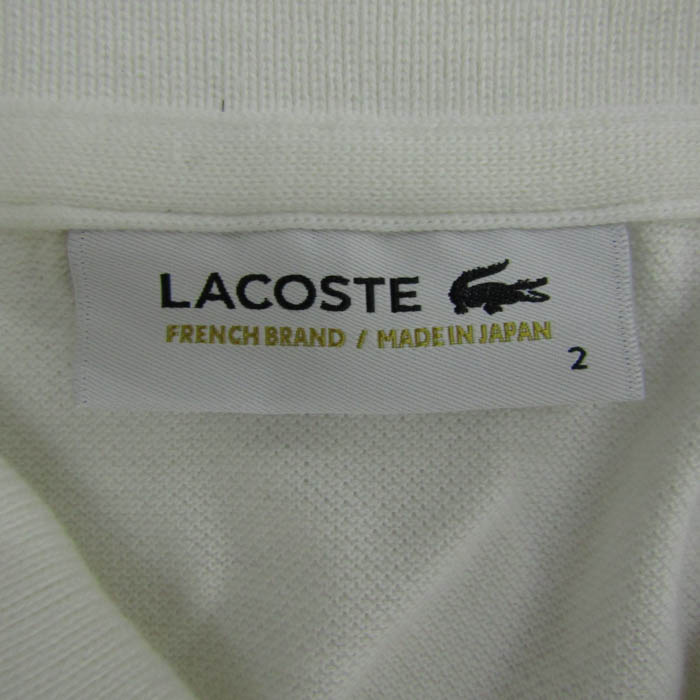 LACOSTE
FRENCH BRAND / MADE IN JAPAN
2